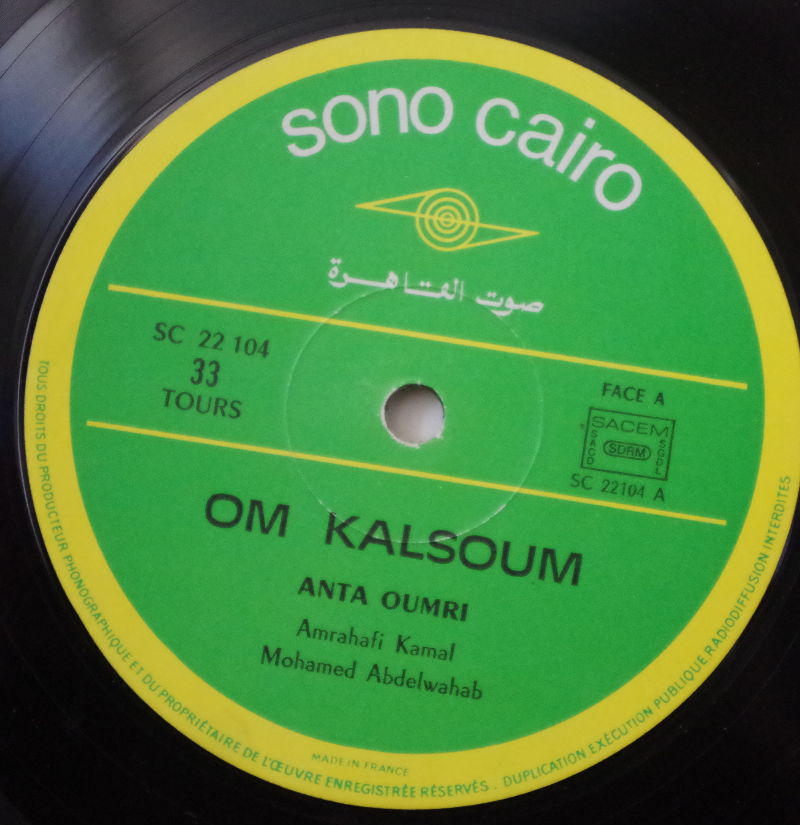 sono cairo
صوت القاهرة
SC 22 104
33
TOURS
FACE A
SACEM
SACD
SDRM
SGDL
SC 22104 A
OM KALSOUM
ANTA OUMRI
Amrahafi Kamal
Mohamed Abdelwahab
MADE IN FRANCE
TOUS DROITS DU PRODUCTEUR PHONOGRAPHIQUE ET DU PROPRIÉTAIRE DE L'ŒUVRE ENREGISTRÉE RÉSERVÉS . DUPLICATION EXÉCUTION PUBLIQUE RADIODIFFUSION INTERDITES